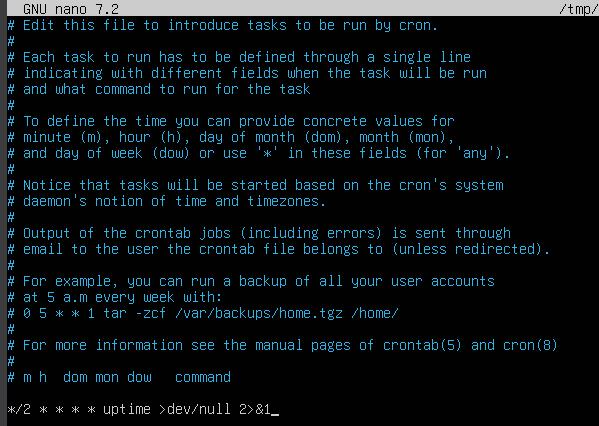 GNU nano 7.2 /tmp/
# Edit this file to introduce tasks to be run by cron.
#
# Each task to run has to be defined through a single line
# indicating with different fields when the task will be run
# and what command to run for the task
#
# To define the time you can provide concrete values for
# minute (m), hour (h), day of month (dom), month (mon),
# and day of week (dow) or use '*' in these fields (for 'any').
#
# Notice that tasks will be started based on the cron's system
# daemon's notion of time and timezones.
#
# Output of the crontab jobs (including errors) is sent through
# email to the user the crontab file belongs to (unless redirected).
#
# For example, you can run a backup of all your user accounts
# at 5 a.m every week with:
# 0 5 * * 1 tar -zcf /var/backups/home.tgz /home/
#
# For more information see the manual pages of crontab(5) and cron(8)
#
# m h  dom mon dow   command
*/2 * * * * uptime >dev/null 2>&1